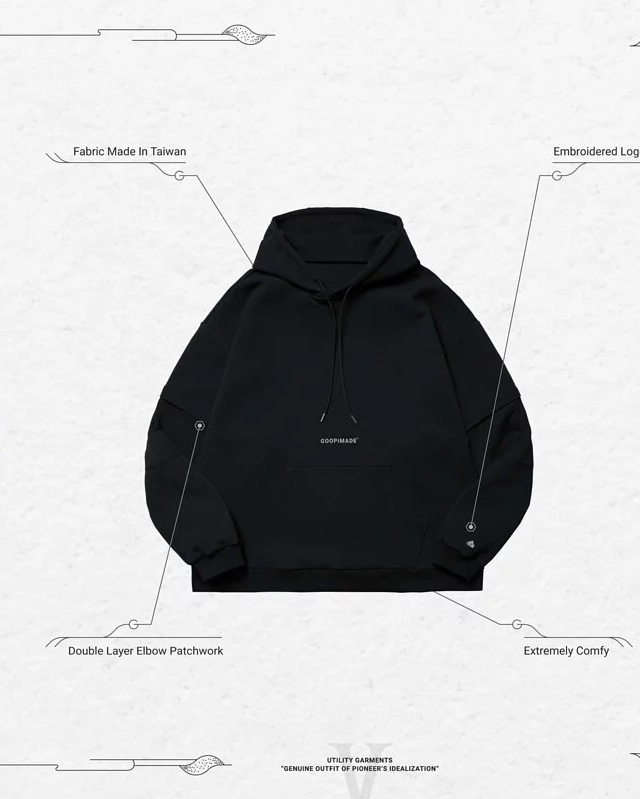 Fabric Made In Taiwan
Embroidered Log
GOOPiMADE®
Double Layer Elbow Patchwork
Extremely Comfy
V
UTILITY GARMENTS
"GENUINE OUTFIT OF PIONEER'S IDEALIZATION"